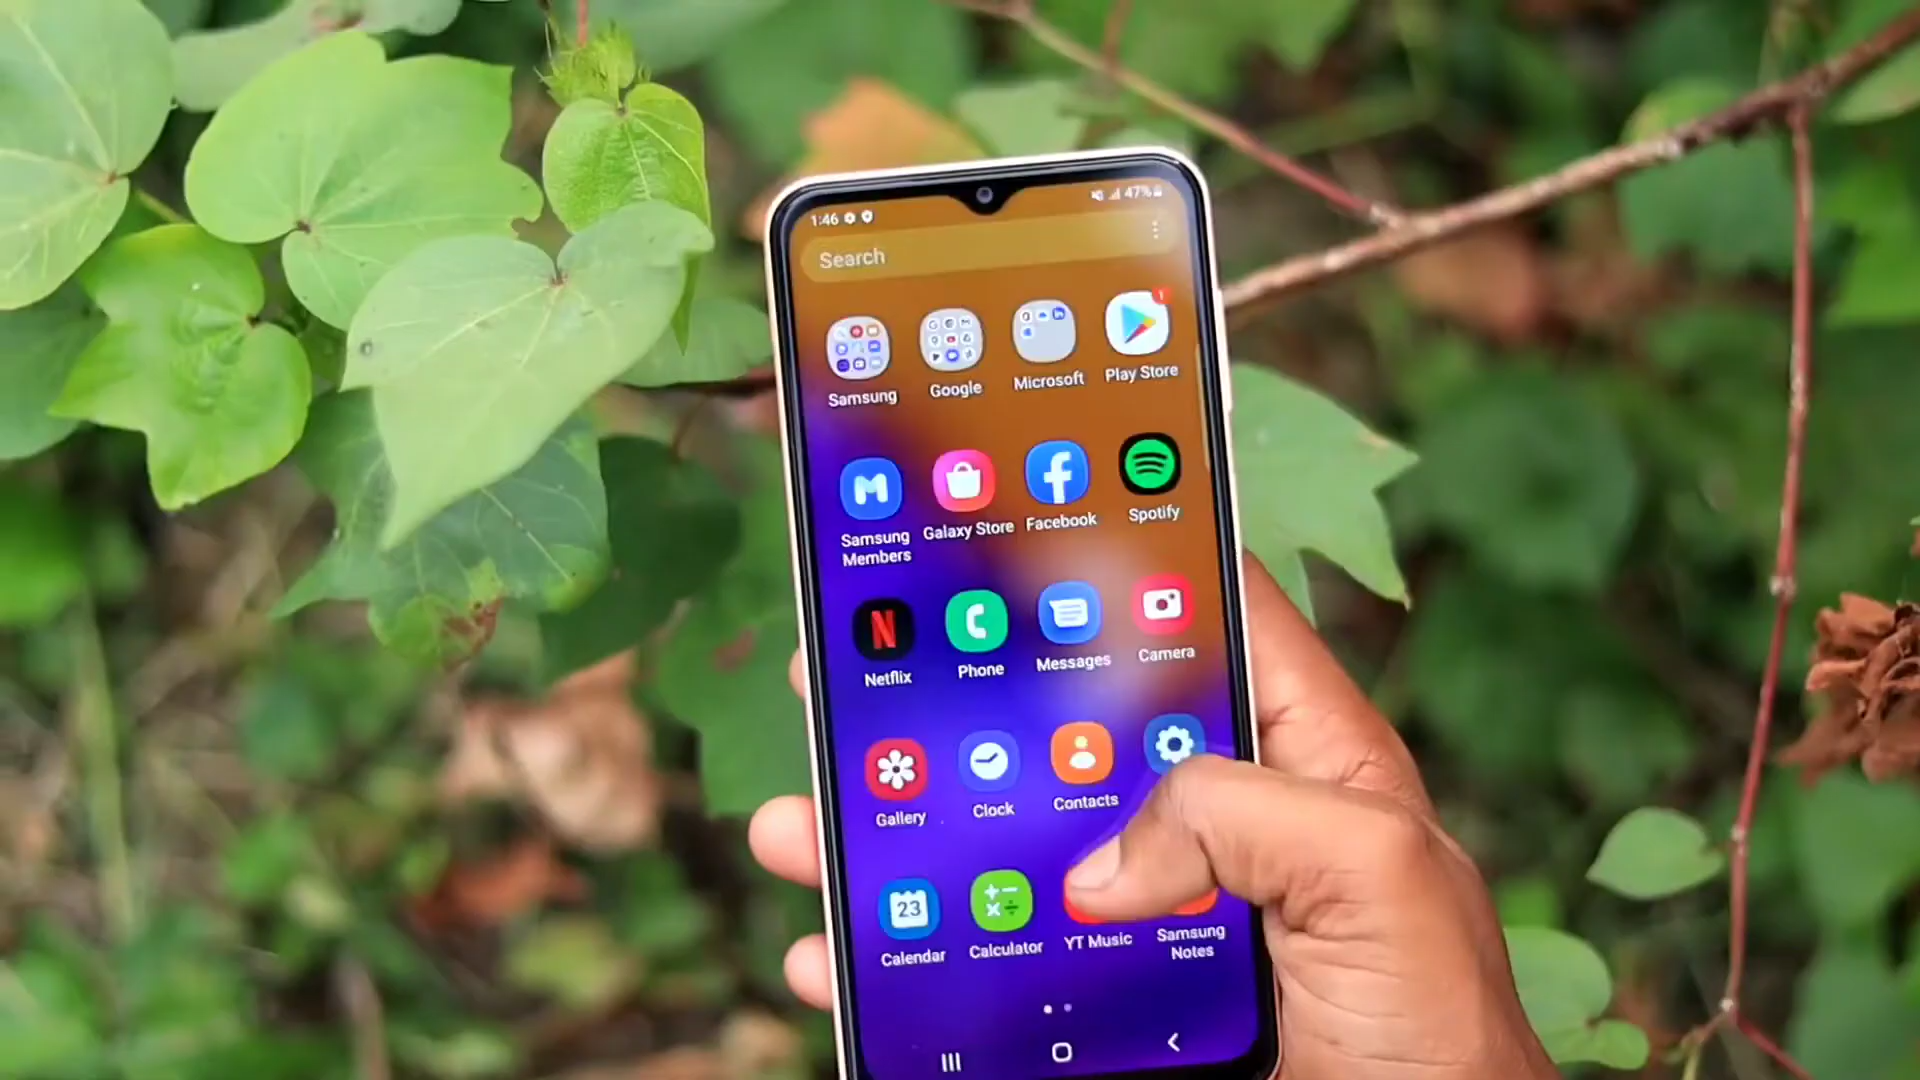 1:46
47%
Search
Samsung
Google
Microsoft
1
Play Store
Samsung
Members
Galaxy Store
Facebook
Spotify
N
Netflix
Phone
Messages
Camera
Gallery
Clock
Contacts
23
Calendar
Calculator
YT Music
Samsung
Notes